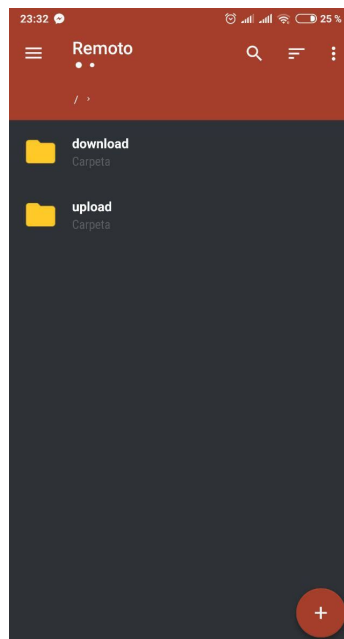 23:32 25 %
Remoto
/ ›
download
Carpeta
upload
Carpeta
+